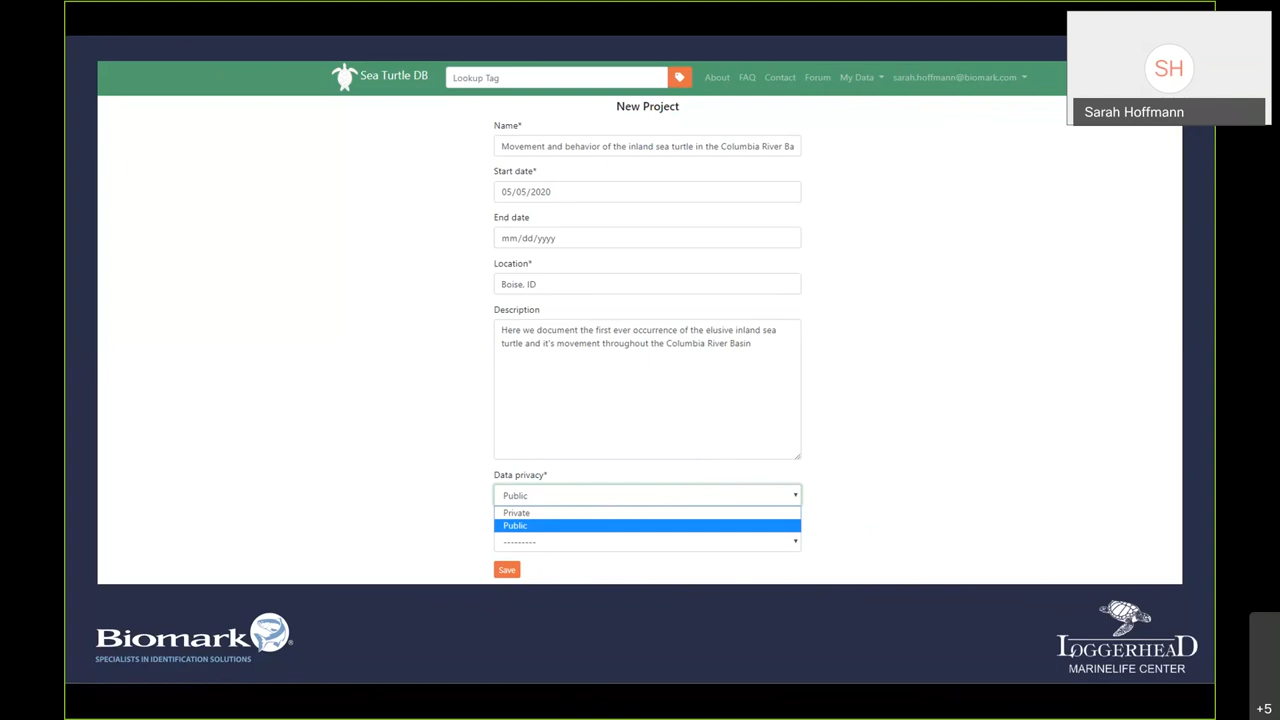 Sea Turtle DB
Lookup Tag
About FAQ Contact Forum My Data sarah.hoffmann@biomark.com
SH
Sarah Hoffmann
New Project
Name*
Movement and behavior of the inland sea turtle in the Columbia River Ba
Start date*
05/05/2020
End date
mm/dd/yyyy
Location*
Boise, ID
Description
Here we document the first ever occurrence of the elusive inland sea
turtle and it's movement throughout the Columbia River Basin
Data privacy*
Public
Private
Public
---------
Save
Biomark®
SPECIALISTS IN IDENTIFICATION SOLUTIONS
LOGGERHEAD
MARINELIFE CENTER
+5